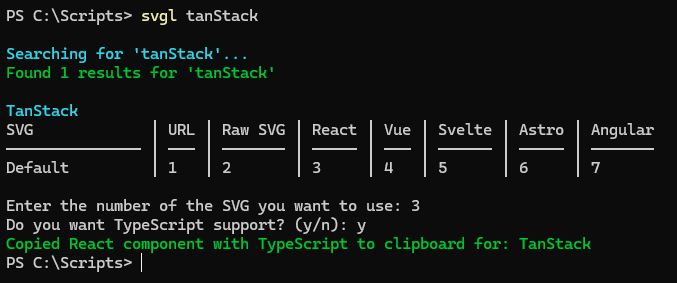 PS C:\Scripts> svgl tanStack
Searching for 'tanStack'...
Found 1 results for 'tanStack'
TanStack
SVG | URL | Raw SVG | React | Vue | Svelte | Astro | Angular
Default | 1 | 2 | 3 | 4 | 5 | 6 | 7
Enter the number of the SVG you want to use: 3
Do you want TypeScript support? (y/n): y
Copied React component with TypeScript to clipboard for: TanStack
PS C:\Scripts>